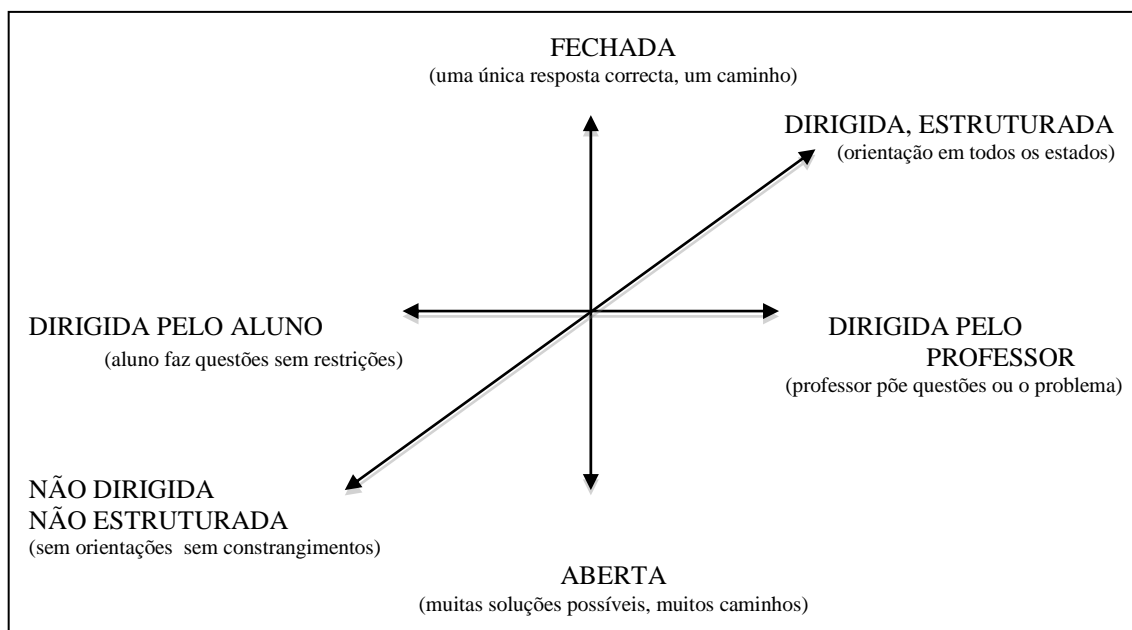 FECHADA
(uma única resposta correcta, um caminho)
DIRIGIDA, ESTRUTURADA
(orientação em todos os estados)
DIRIGIDA PELO ALUNO
(aluno faz questões sem restrições)
DIRIGIDA PELO
PROFESSOR
(professor põe questões ou o problema)
NÃO DIRIGIDA
NÃO ESTRUTURADA
(sem orientações sem constrangimentos)
ABERTA
(muitas soluções possíveis, muitos caminhos)